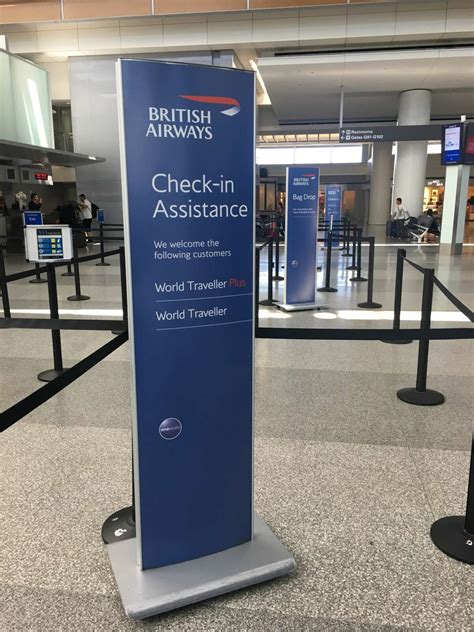 BRITISH
AIRWAYS
Check-in
Assistance
We welcome the
following customers
World Traveller Plus
World Traveller
oneworld
BRITISH
AIRWAYS
Bag Drop
Restrooms
Gates G91-G102